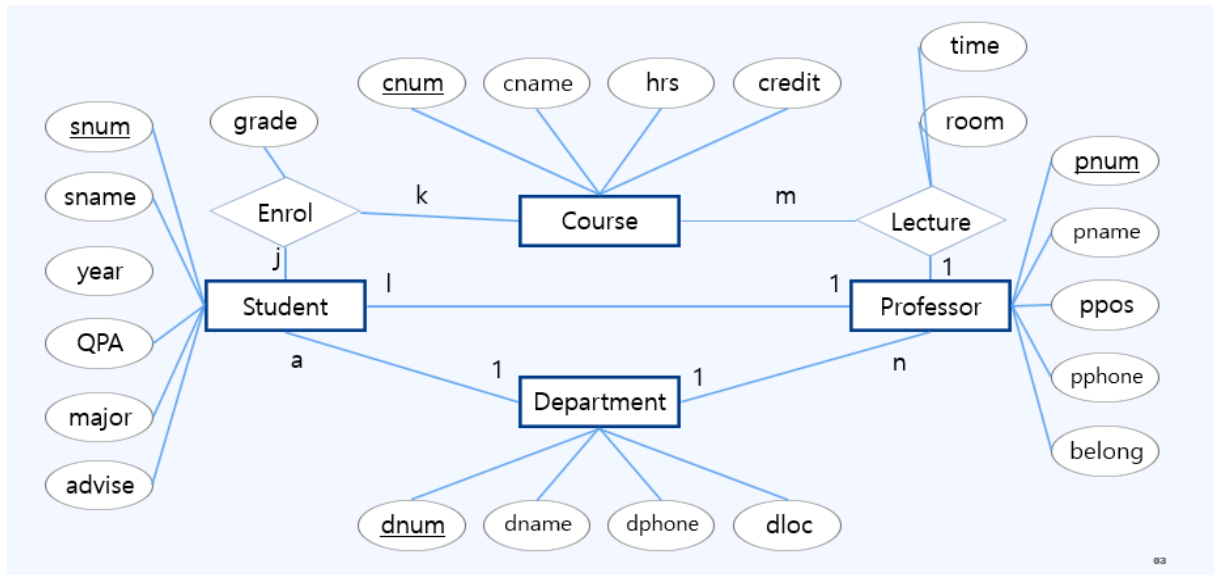 time
cnum
cname
hrs
credit
grade
room
snum
pnum
sname
k
m
Enrol
Course
Lecture
pname
j
year
l
1
1
Student
Professor
ppos
QPA
a
1
1
n
pphone
Department
major
belong
advise
dnum
dname
dphone
dloc
03